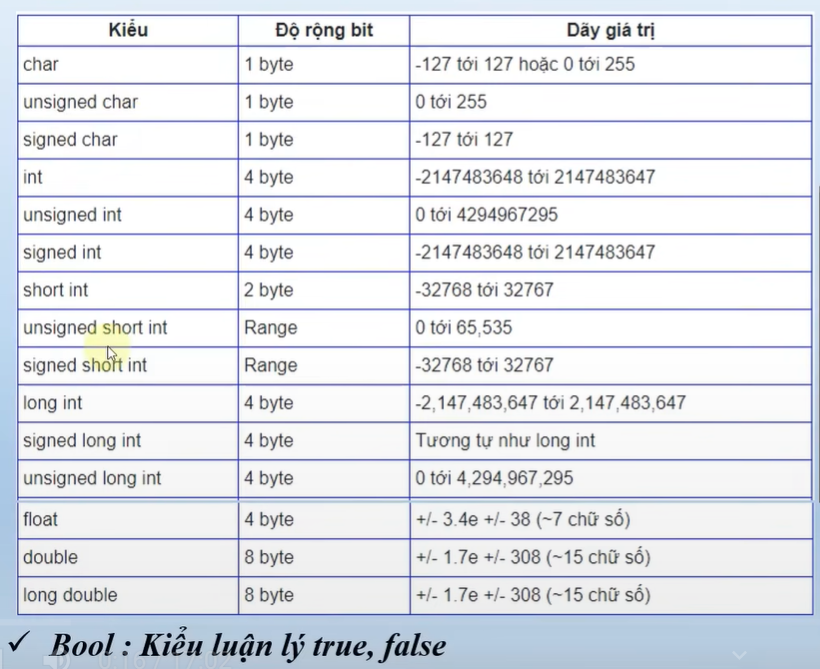 Kiểu Độ rộng bit Dãy giá trị
char 1 byte -127 tới 127 hoặc 0 tới 255
unsigned char 1 byte 0 tới 255
signed char 1 byte -127 tới 127
int 4 byte -2147483648 tới 2147483647
unsigned int 4 byte 0 tới 4294967295
signed int 4 byte -2147483648 tới 2147483647
short int 2 byte -32768 tới 32767
unsigned short int Range 0 tới 65,535
signed short int Range -32768 tới 32767
long int 4 byte -2,147,483,647 tới 2,147,483,647
signed long int 4 byte Tương tự như long int
unsigned long int 4 byte 0 tới 4,294,967,295
float 4 byte +/- 3.4e +/- 38 (~7 chữ số)
double 8 byte +/- 1.7e +/- 308 (~15 chữ số)
long double 8 byte +/- 1.7e +/- 308 (~15 chữ số)
✓ Bool : Kiểu luận lý true, false